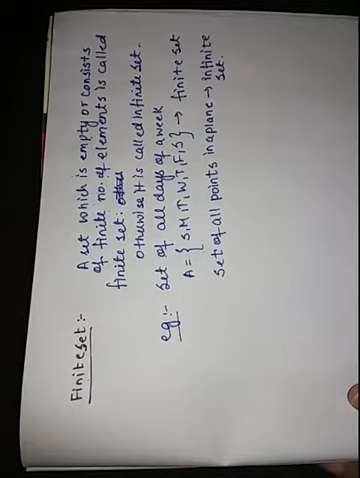 Finite set :-
A set which is empty or consists
of finite no. of elements is called
finite set:
otherwise it is called infinite set.
eg:- Set of all days of a week
A = { S, M, T, W, T, F, S } → finite set
Set of all points in a plane → infinite
set.